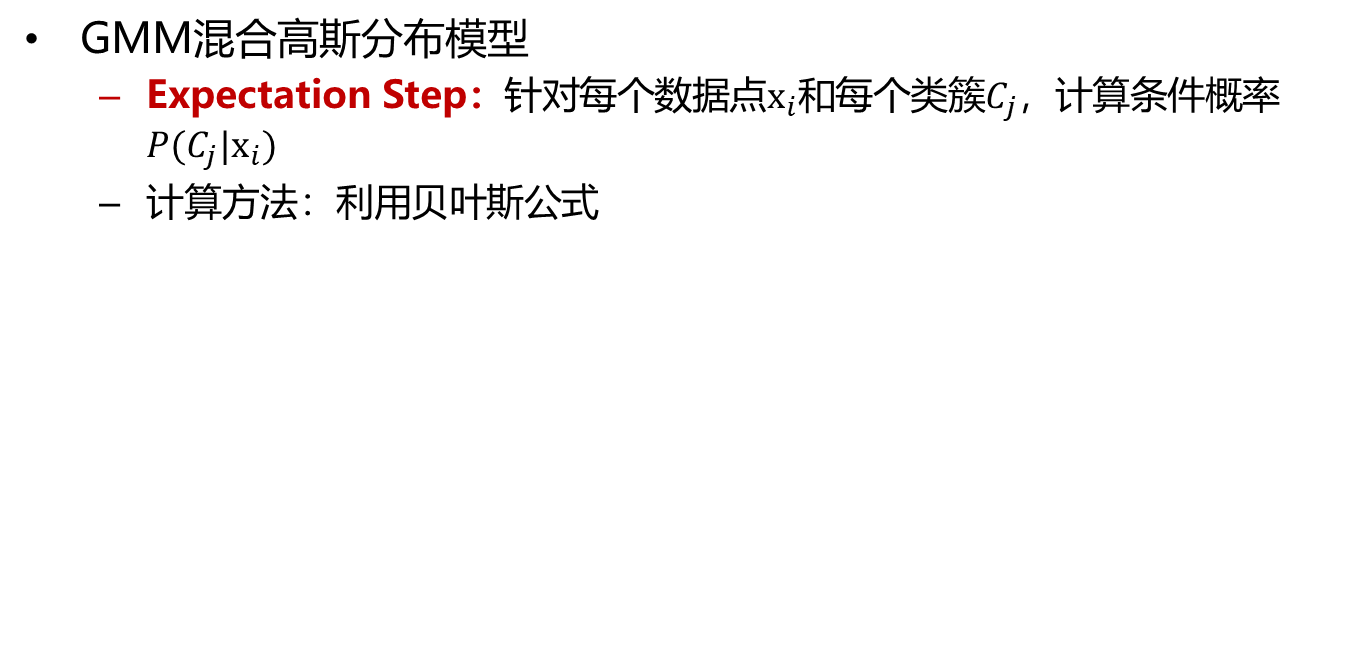 • GMM混合高斯分布模型
– Expectation Step：针对每个数据点xᵢ和每个类簇Cⱼ，计算条件概率
P(Cⱼ|xᵢ)
– 计算方法：利用贝叶斯公式